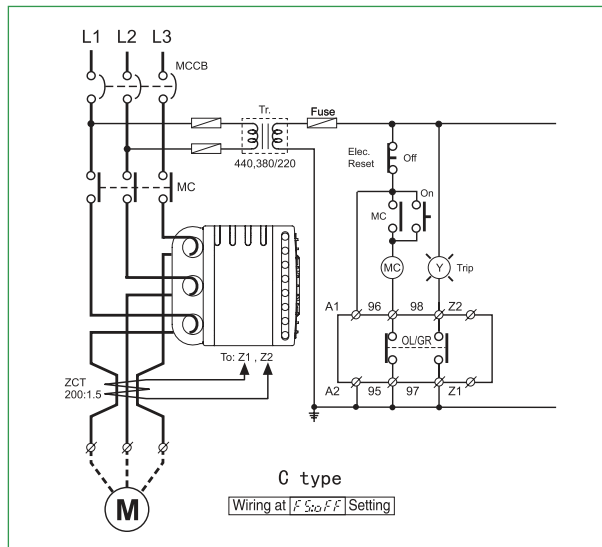 L1 L2 L3
MCCB
Tr.
Fuse
440,380/220
Elec.
Reset
Off
On
MC
MC
MC
Y
Trip
A1 96 98 Z2
OL/GR
A2 95 97 Z1
To: Z1 , Z2
ZCT
200:1.5
M
C type
Wiring at FS:oFF Setting